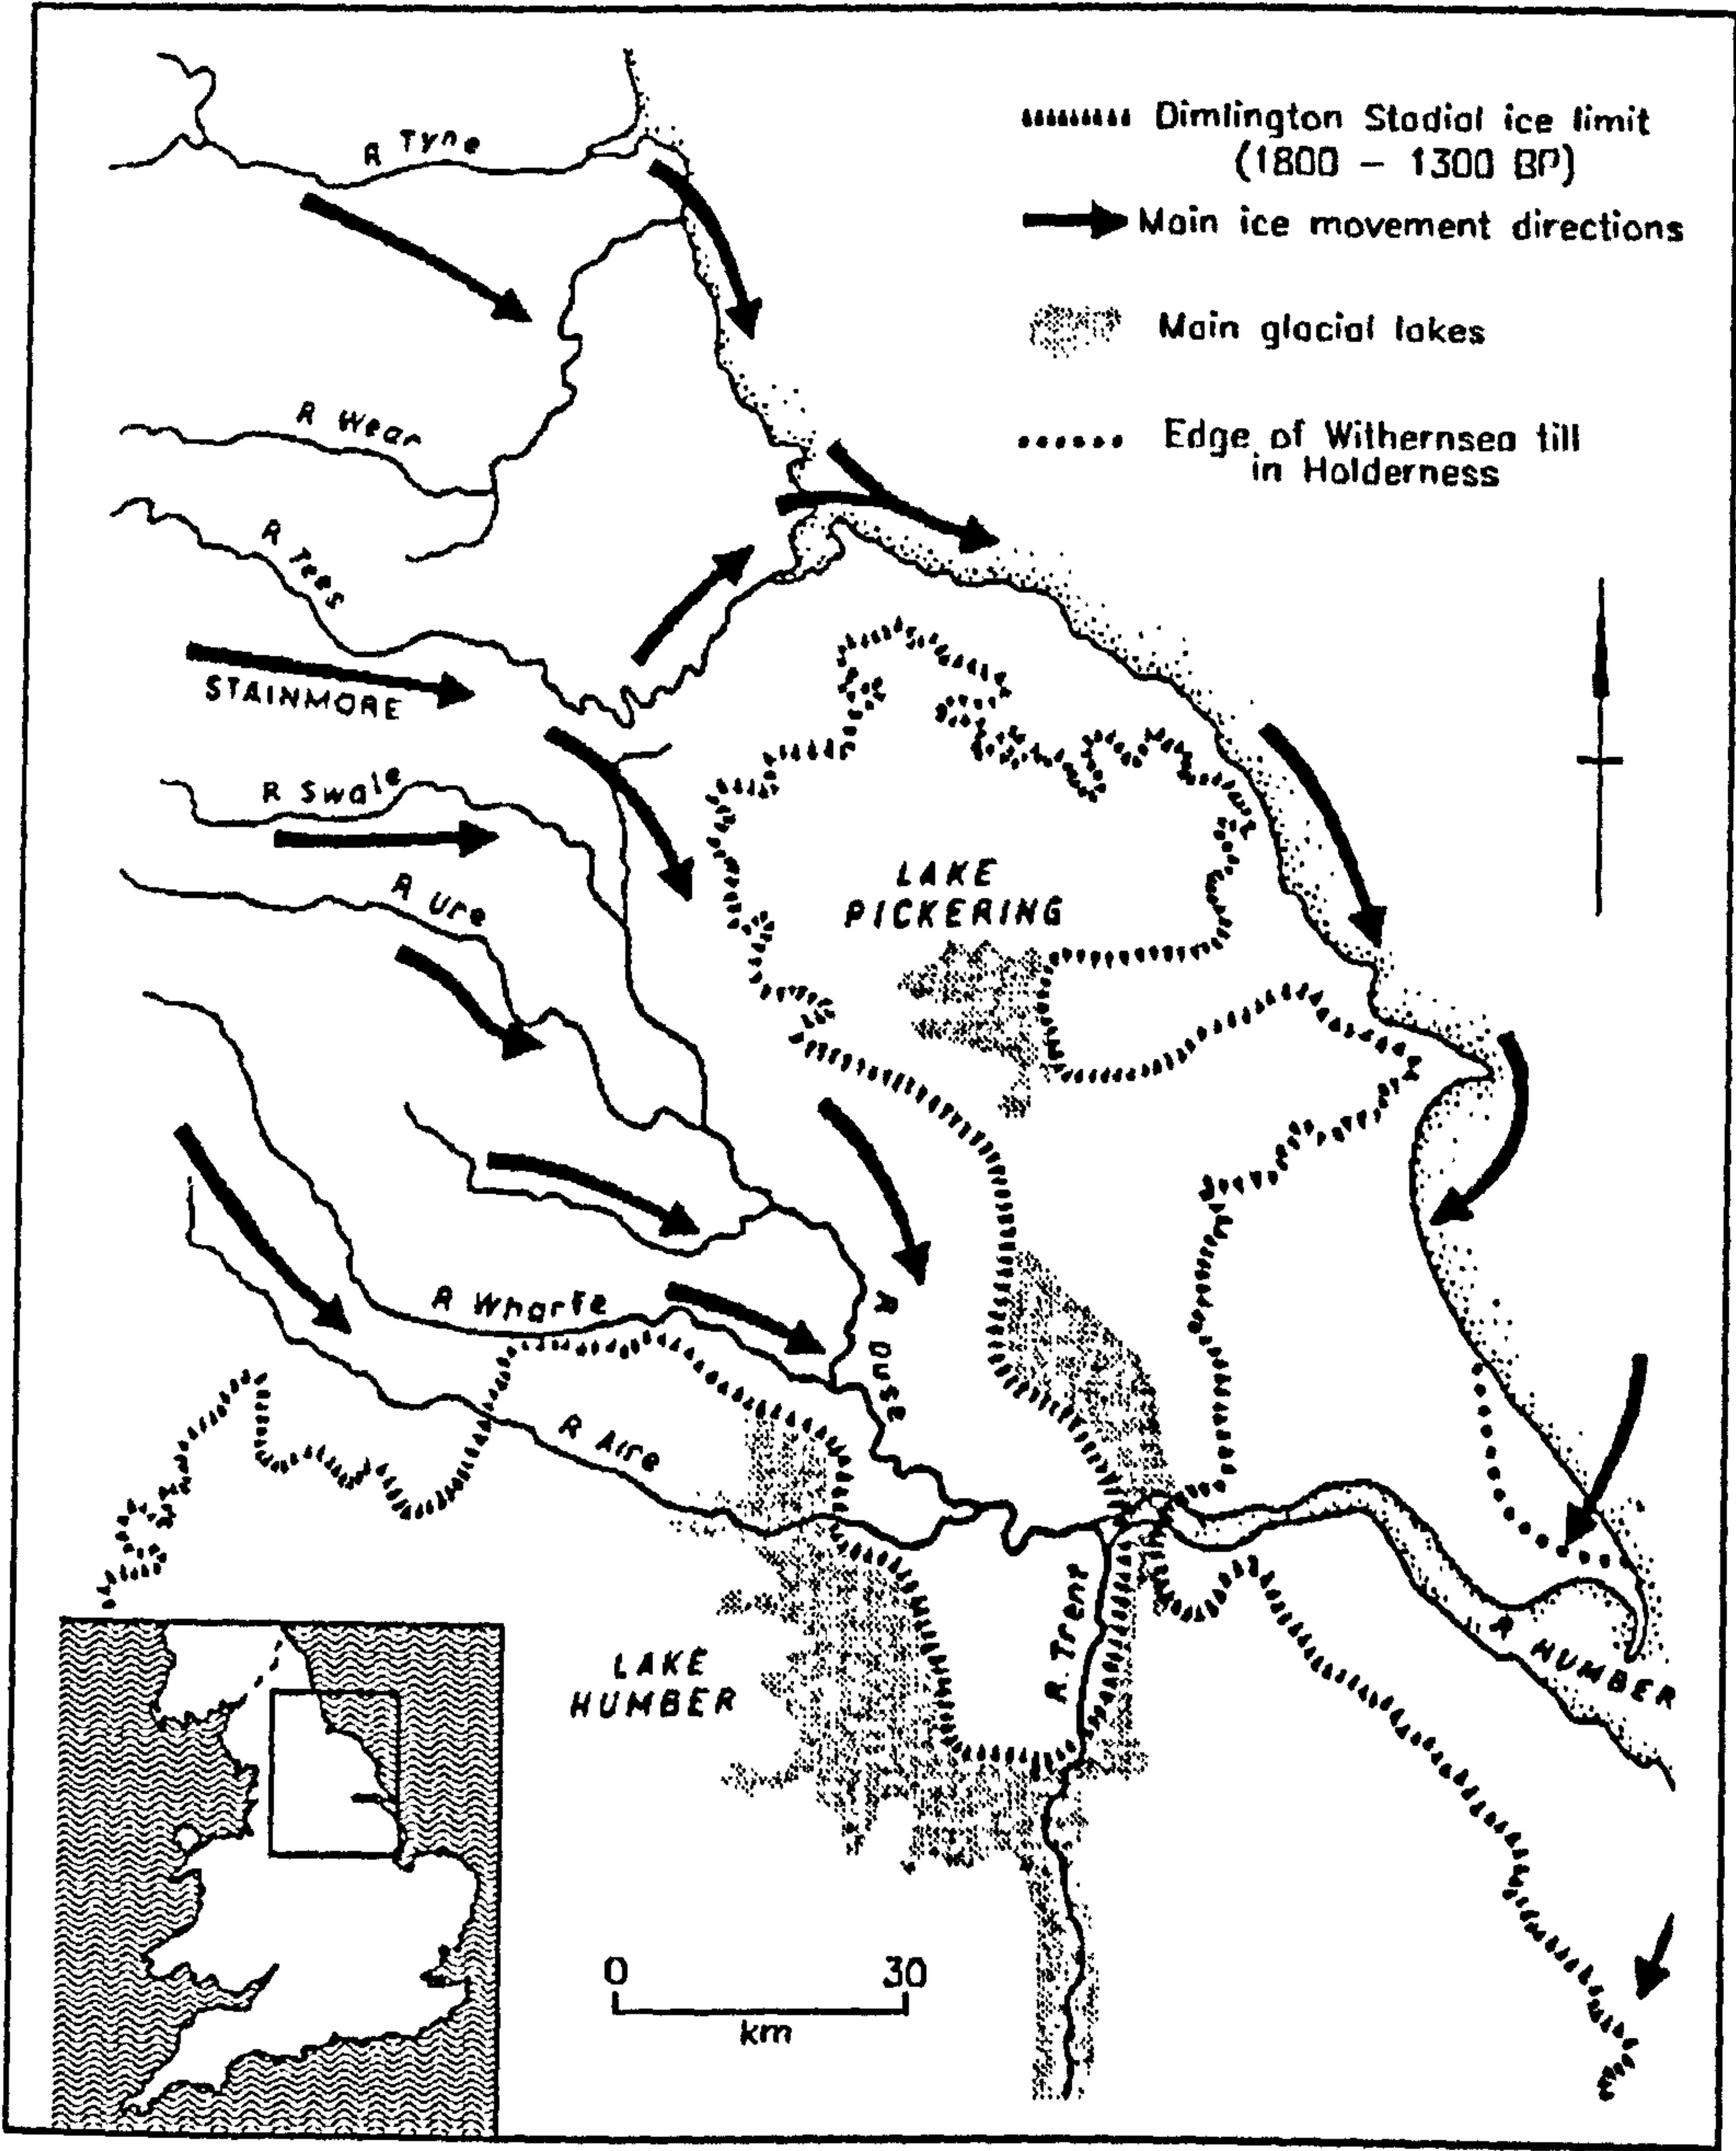 Dimlington Stadial ice limit
(1800 – 1300 BP)
Main ice movement directions
Main glacial lakes
Edge of Withernsea till
in Holderness
R Tyne
R Wear
R Tees
STAINMORE
R Swale
R Ure
LAKE
PICKERING
R Wharfe
R Ouse
R Aire
R. Trent
R HUMBER
LAKE
HUMBER
0 30
km